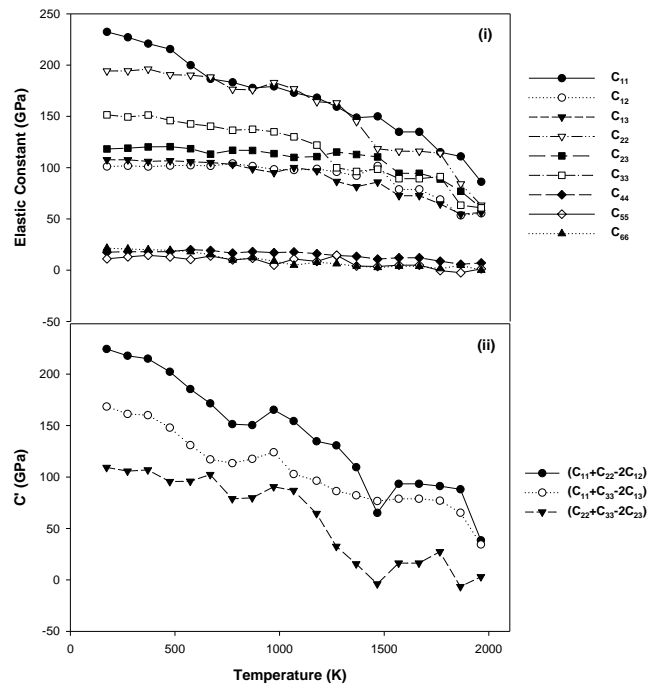 250
200
150
100
50
0
-50
Elastic Constant (GPa)
(i)
C11
C12
C13
C22
C23
C33
C44
C55
C66
200
150
100
50
0
-50
C' (GPa)
(ii)
(C11+C22-2C12)
(C11+C33-2C13)
(C22+C33-2C23)
0 500 1000 1500 2000
Temperature (K)